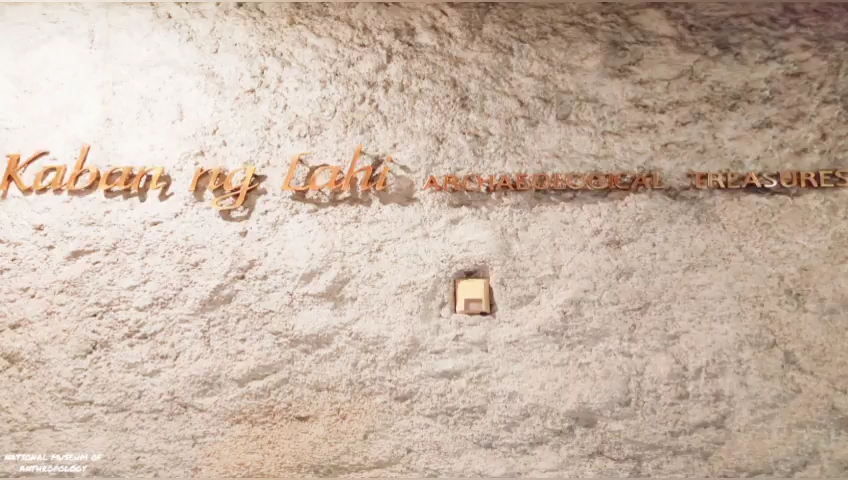 Kaban ng Lahi ARCHAEOLOGICAL TREASURES
NATIONAL MUSEUM OF
ANTHROPOLOGY